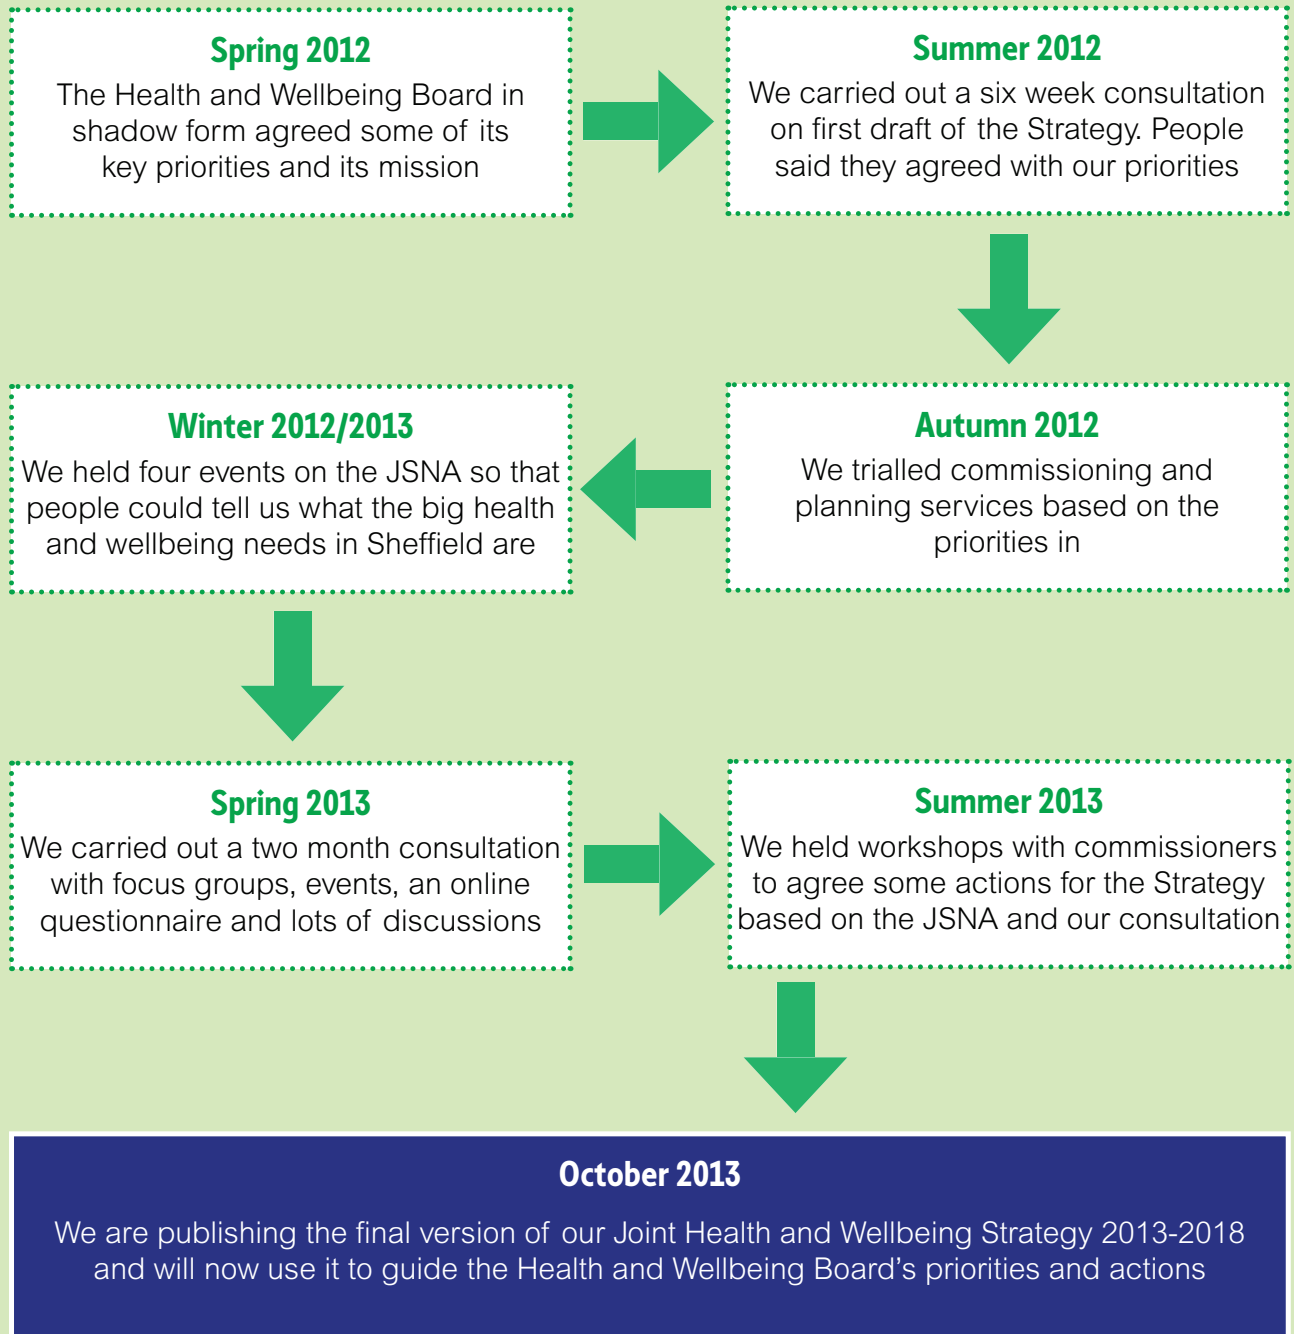 Spring 2012
The Health and Wellbeing Board in
shadow form agreed some of its
key priorities and its mission
Summer 2012
We carried out a six week consultation
on first draft of the Strategy. People
said they agreed with our priorities
Autumn 2012
We trialled commissioning and
planning services based on the
priorities in
Winter 2012/2013
We held four events on the JSNA so that
people could tell us what the big health
and wellbeing needs in Sheffield are
Spring 2013
We carried out a two month consultation
with focus groups, events, an online
questionnaire and lots of discussions
Summer 2013
We held workshops with commissioners
to agree some actions for the Strategy
based on the JSNA and our consultation
October 2013
We are publishing the final version of our Joint Health and Wellbeing Strategy 2013-2018
and will now use it to guide the Health and Wellbeing Board’s priorities and actions